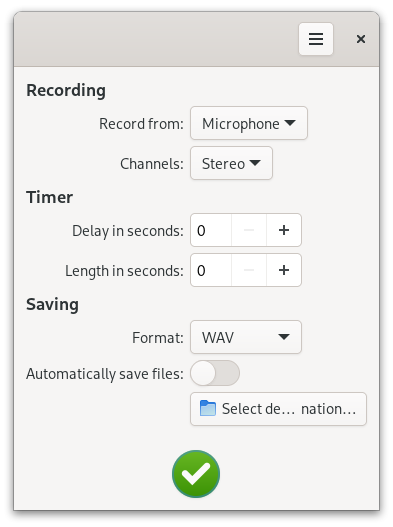 Recording
Record from: Microphone
Channels: Stereo
Timer
Delay in seconds: 0
Length in seconds: 0
Saving
Format: WAV
Automatically save files:
Select de… nation…